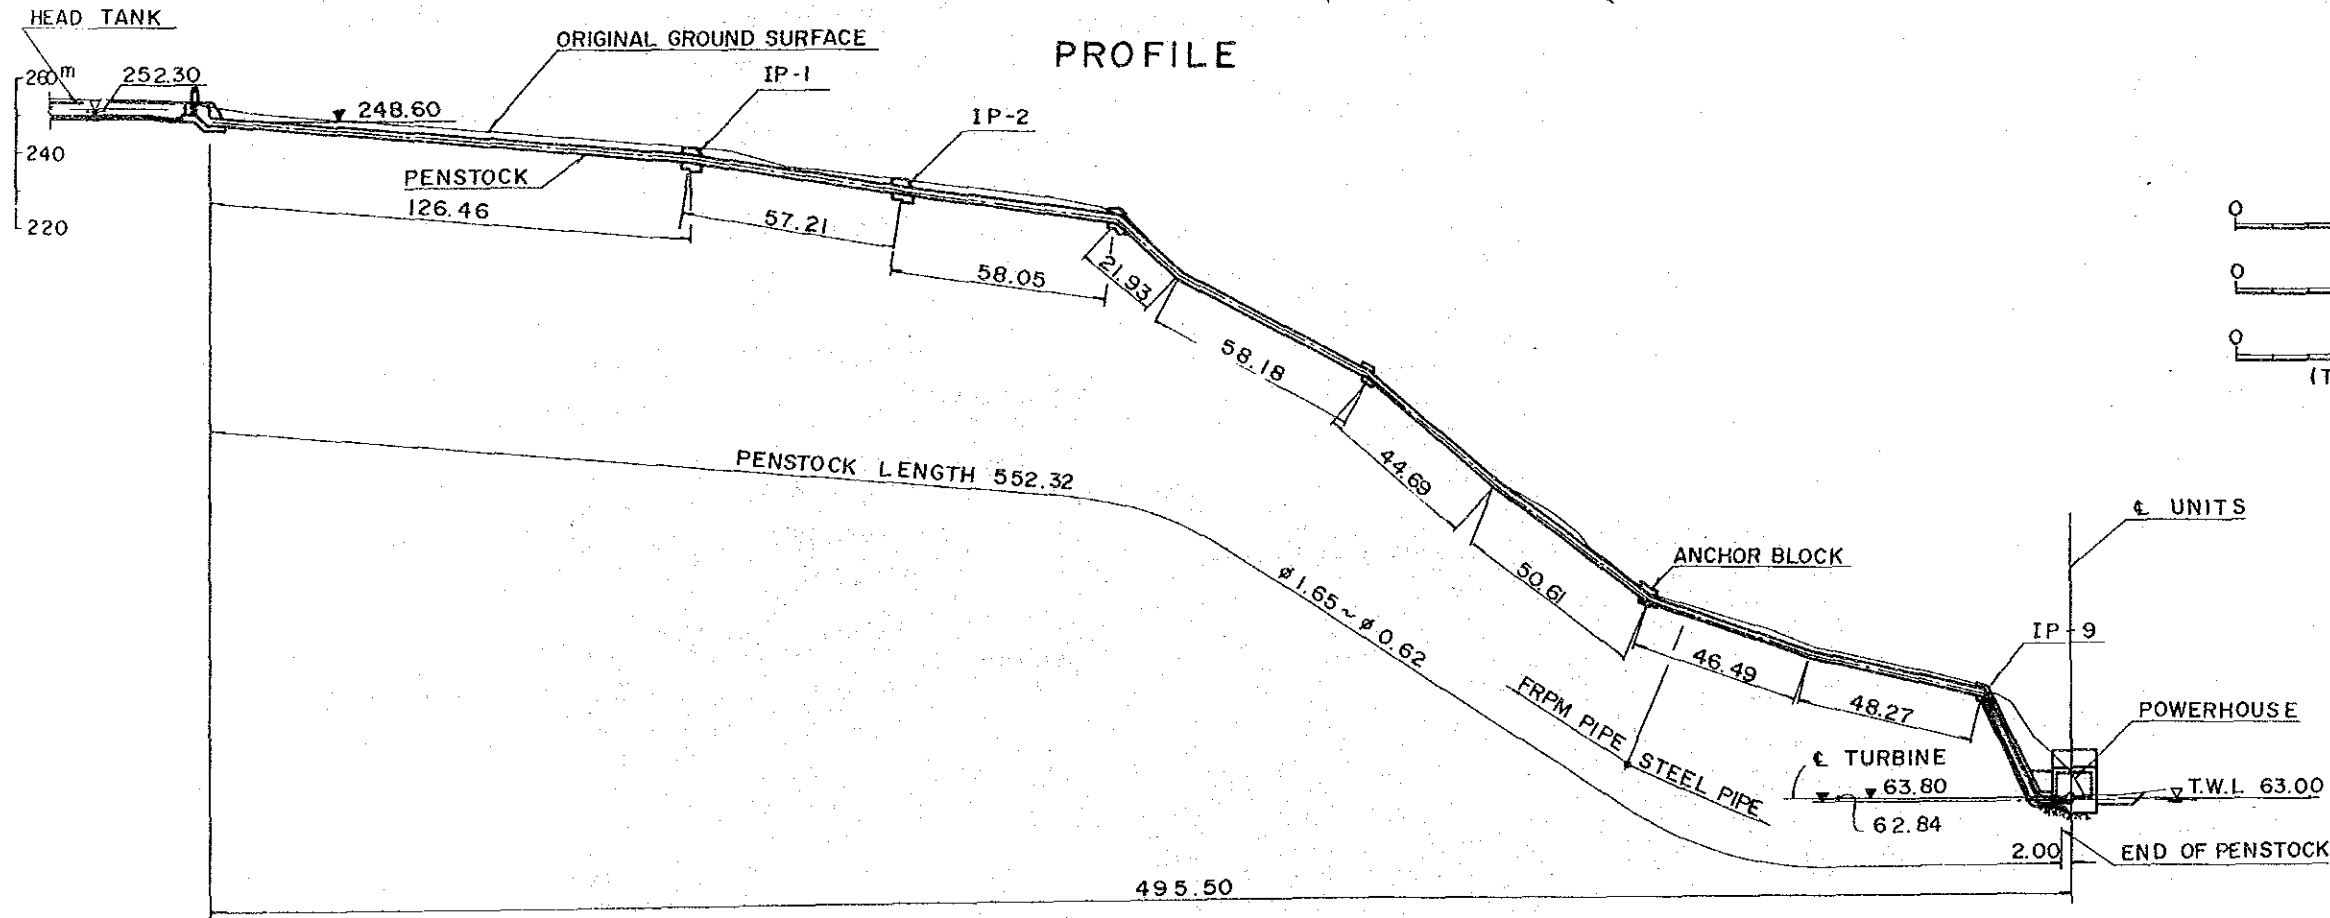 PROFILE
HEAD TANK
ORIGINAL GROUND SURFACE
IP-1
260 m
252.30
248.60
IP-2
240
PENSTOCK
220
126.46
57.21
58.05
21.93
58.18
44.69
50.61
PENSTOCK LENGTH 552.32
ø 1.65 ~ ø 0.62
ANCHOR BLOCK
46.49
48.27
FRPM PIPE
STEEL PIPE
℄ UNITS
IP-9
POWERHOUSE
℄ TURBINE
63.80
62.84
T.W.L 63.00
2.00
END OF PENSTOCK
495.50
0
0
0
(T